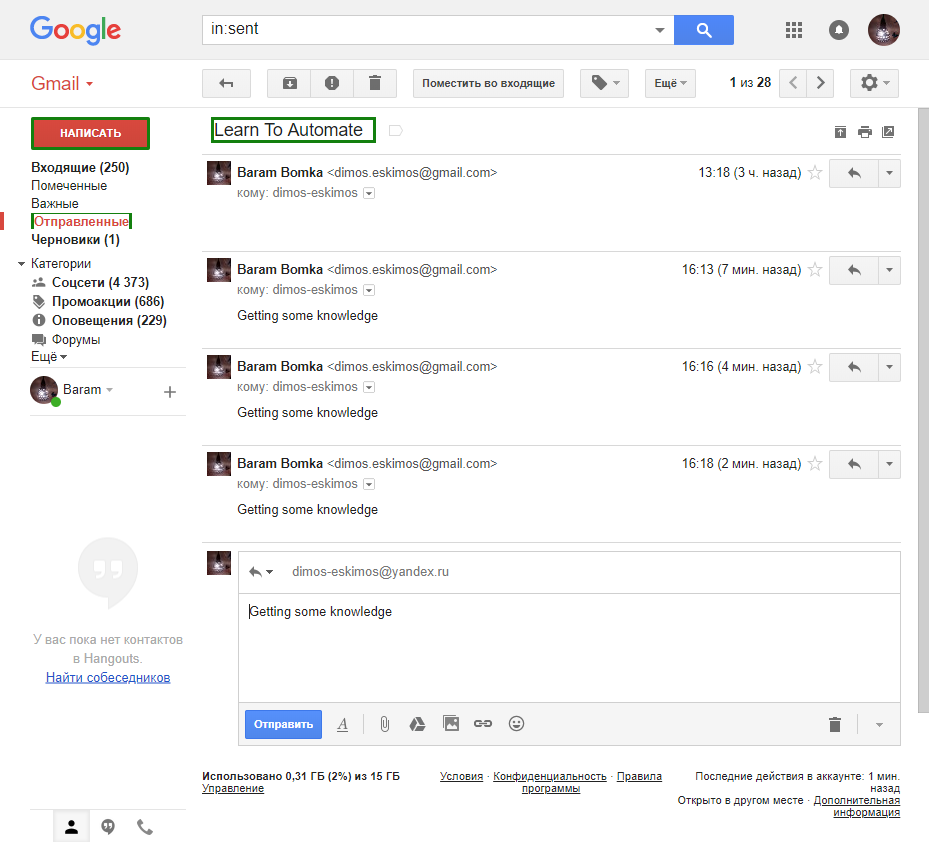 Google
in:sent
Gmail
Поместить во входящие
Ещё
1 из 28
НАПИСАТЬ
Входящие (250)
Помеченные
Важные
Отправленные
Черновики (1)
Категории
Соцсети (4 373)
Промоакции (686)
Оповещения (229)
Форумы
Ещё
Baram
У вас пока нет контактов
в Hangouts.
Найти собеседников
Learn To Automate
Baram Bomka <dimos.eskimos@gmail.com> 13:18 (3 ч. назад)
кому: dimos-eskimos
Baram Bomka <dimos.eskimos@gmail.com> 16:13 (7 мин. назад)
кому: dimos-eskimos
Getting some knowledge
Baram Bomka <dimos.eskimos@gmail.com> 16:16 (4 мин. назад)
кому: dimos-eskimos
Getting some knowledge
Baram Bomka <dimos.eskimos@gmail.com> 16:18 (2 мин. назад)
кому: dimos-eskimos
Getting some knowledge
dimos-eskimos@yandex.ru
Getting some knowledge
Отправить A
Использовано 0,31 ГБ (2%) из 15 ГБ
Управление
Условия · Конфиденциальность · Правила
программы
Последние действия в аккаунте: 1 мин.
назад
Открыто в другом месте · Дополнительная
информация